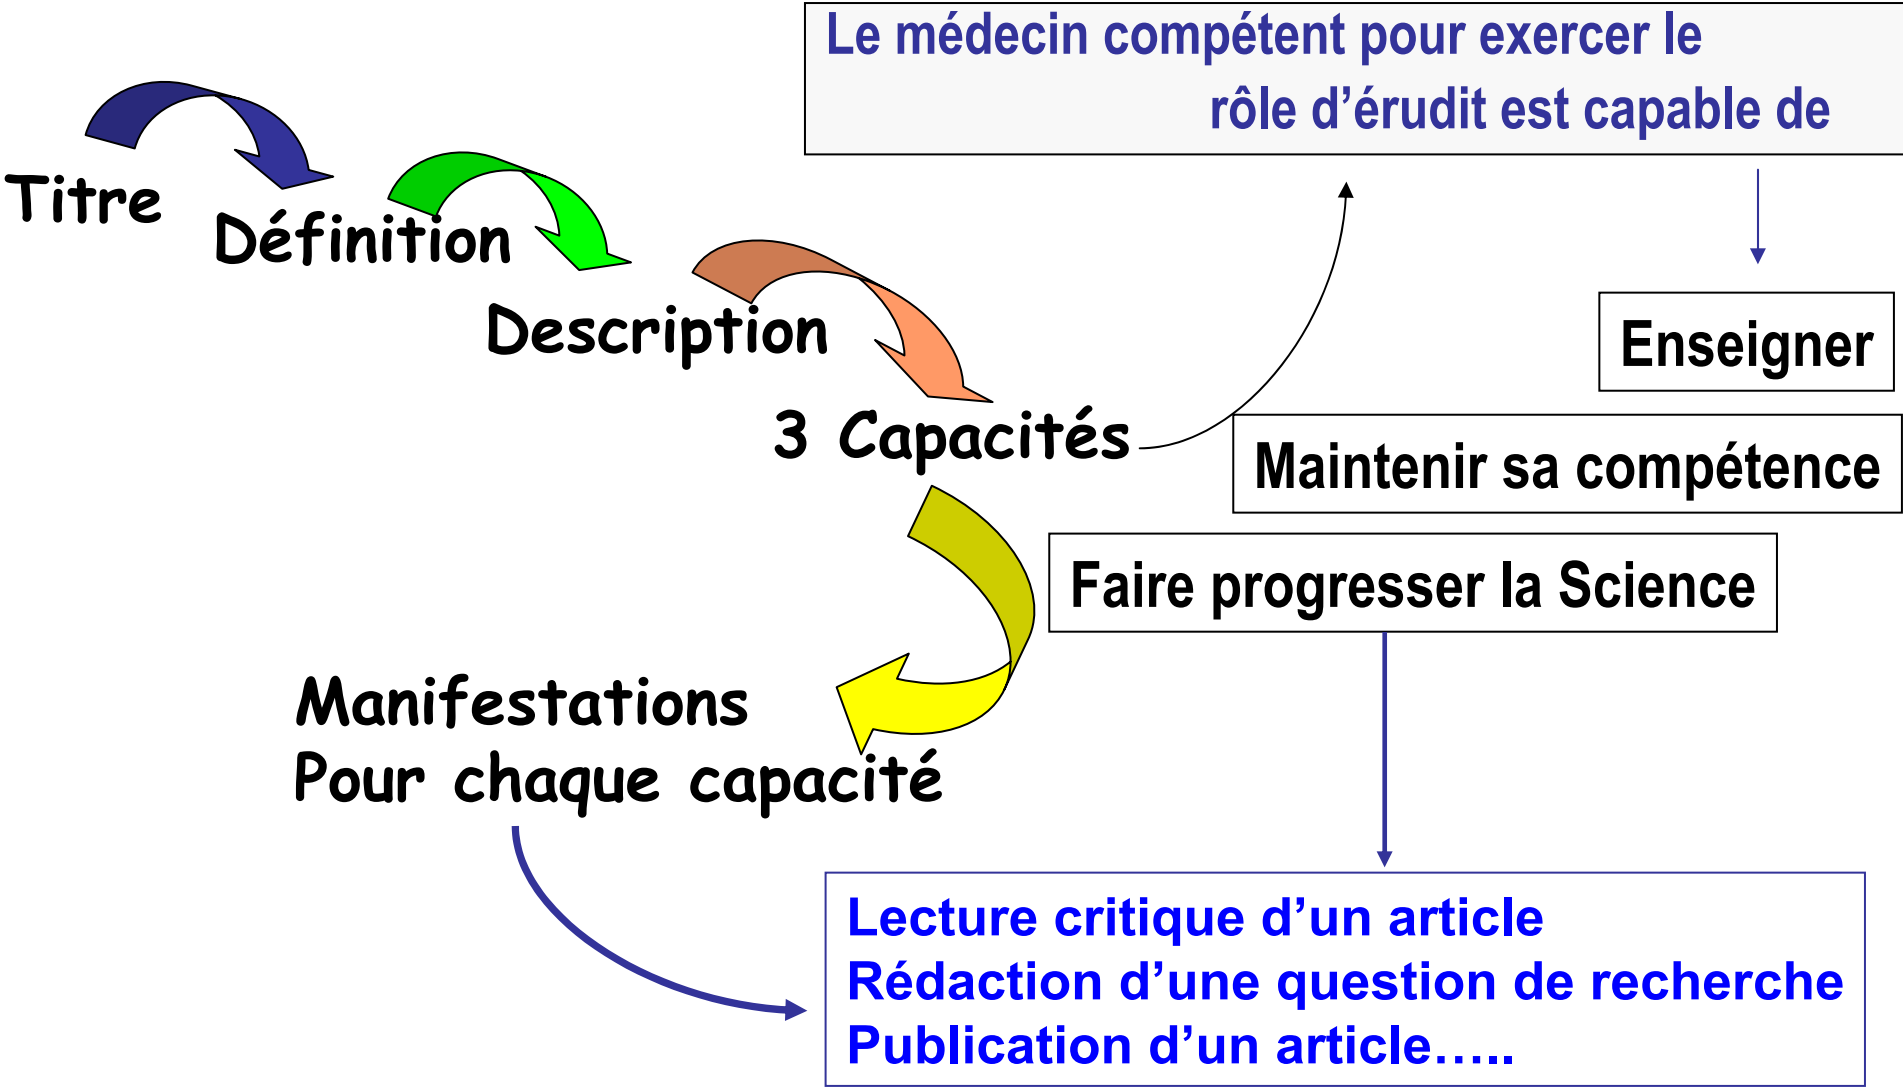 Le médecin compétent pour exercer le
rôle d’érudit est capable de
Titre
Définition
Description
3 Capacités
Enseigner
Maintenir sa compétence
Faire progresser la Science
Manifestations
Pour chaque capacité
Lecture critique d’un article
Rédaction d’une question de recherche
Publication d’un article…..